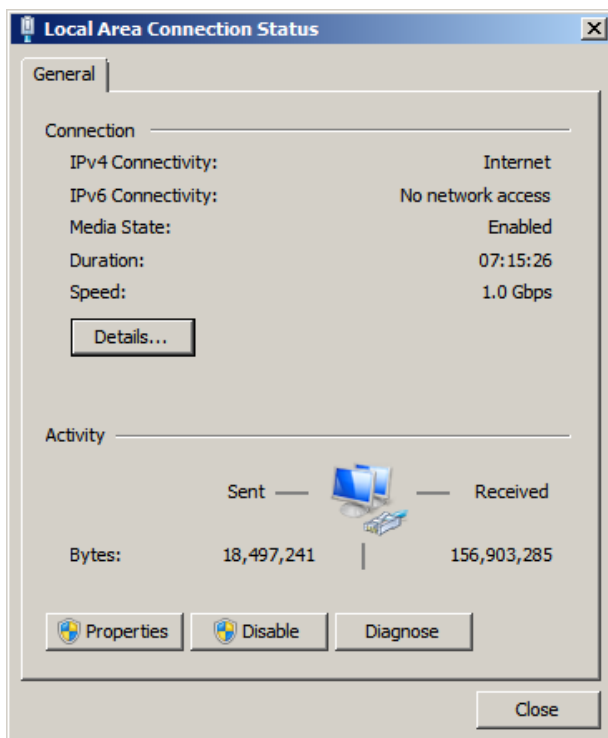 Local Area Connection Status
General
Connection
IPv4 Connectivity: Internet
IPv6 Connectivity: No network access
Media State: Enabled
Duration: 07:15:26
Speed: 1.0 Gbps
Details...
Activity
Sent Received
Bytes: 18,497,241 156,903,285
Properties Disable Diagnose
Close